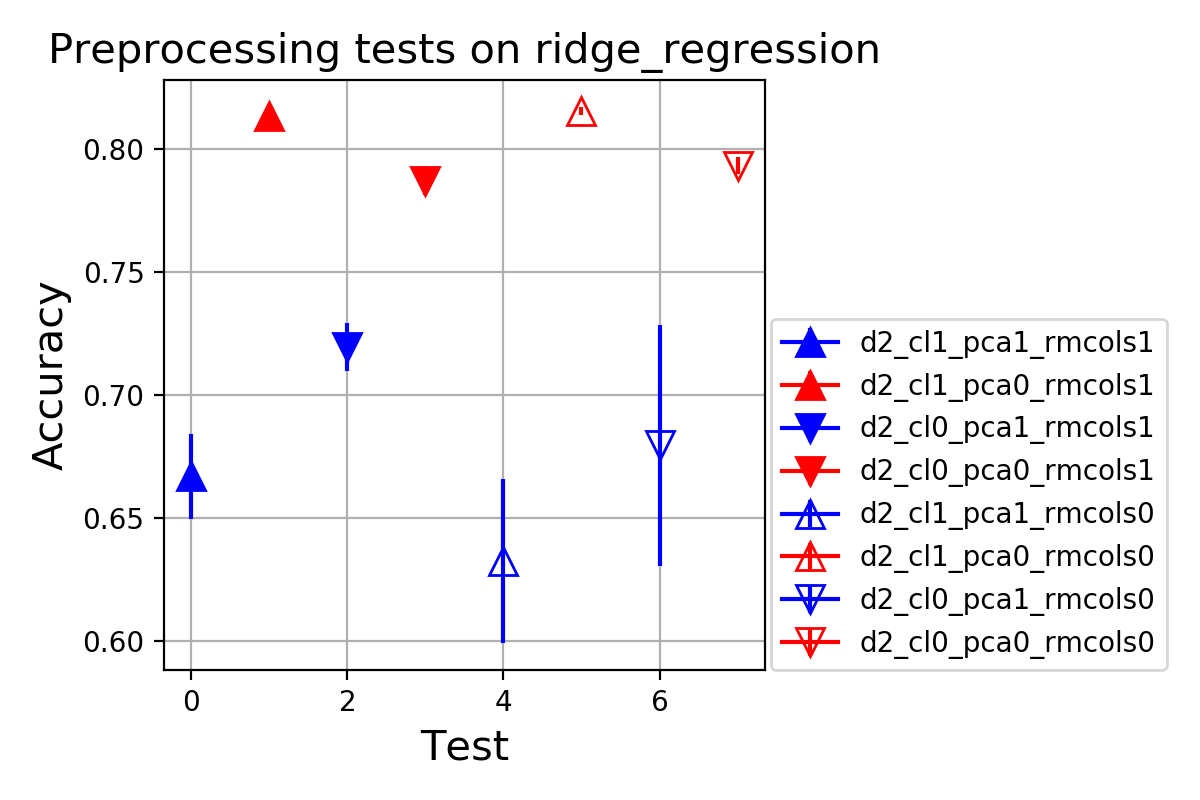 Preprocessing tests on ridge_regression
0.80
0.75
0.70
0.65
0.60
Accuracy
0 2 4 6
Test
d2_cl1_pca1_rmcols1
d2_cl1_pca0_rmcols1
d2_cl0_pca1_rmcols1
d2_cl0_pca0_rmcols1
d2_cl1_pca1_rmcols0
d2_cl1_pca0_rmcols0
d2_cl0_pca1_rmcols0
d2_cl0_pca0_rmcols0